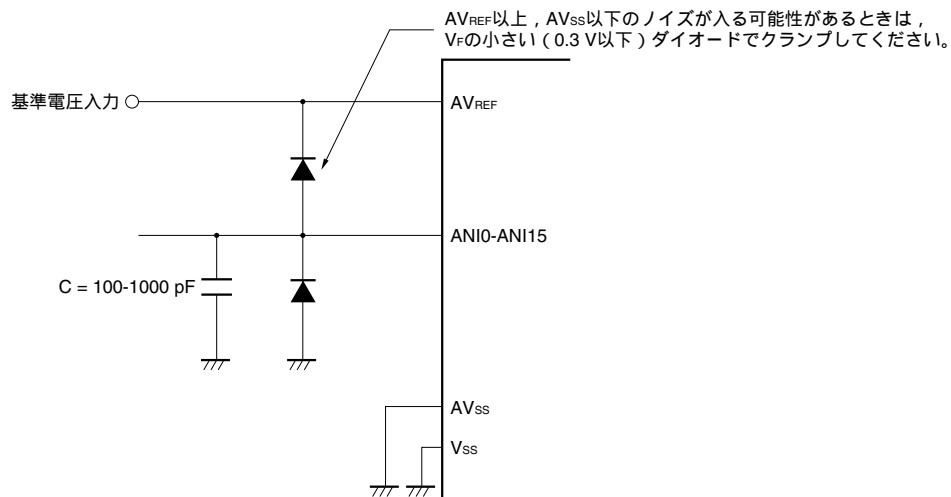 AVREF以上,AVSS以下のノイズが入る可能性があるときは,
VFの小さい(0.3 V以下)ダイオードでクランプしてください。
基準電圧入力
AVREF
ANI0-ANI15
C = 100-1000 pF
AVSS
VSS